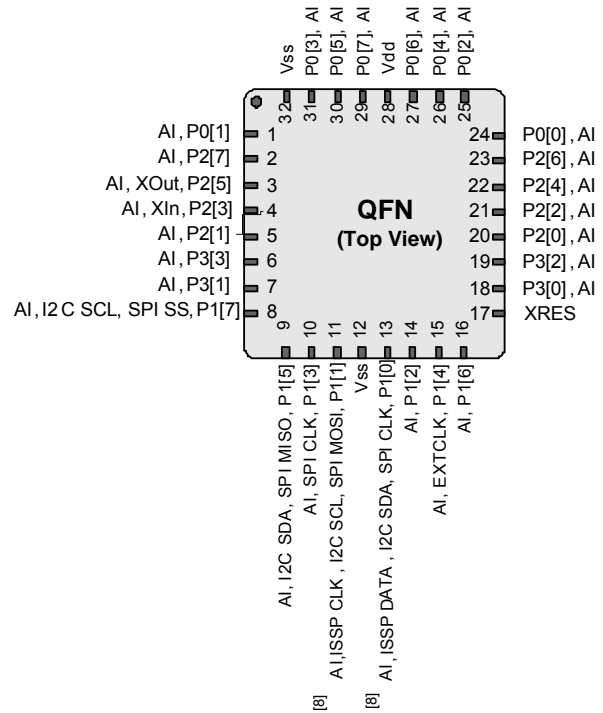 Vss
P0[3], AI
P0[5], AI
P0[7], AI
Vdd
P0[6], AI
P0[4], AI
P0[2], AI
32
31
30
29
28
27
26
25
AI, P0[1]
AI, P2[7]
AI, XOut, P2[5]
AI, XIn, P2[3]
AI, P2[1]
AI, P3[3]
AI, P3[1]
AI, I2C SCL, SPI SS, P1[7]
1
2
3
4
5
6
7
8
QFN
(Top View)
24
23
22
21
20
19
18
17
P0[0], AI
P2[6], AI
P2[4], AI
P2[2], AI
P2[0], AI
P3[2], AI
P3[0], AI
XRES
9
10
11
12
13
14
15
16
AI, I2C SDA, SPI MISO, P1[5]
AI, SPI CLK, P1[3]
AI, ISSP CLK, I2C SCL, SPI MOSI, P1[1]
Vss
AI, ISSP DATA, I2C SDA, SPI CLK, P1[0]
AI, P1[2]
AI, EXTCLK, P1[4]
AI, P1[6]
[8]
[8]